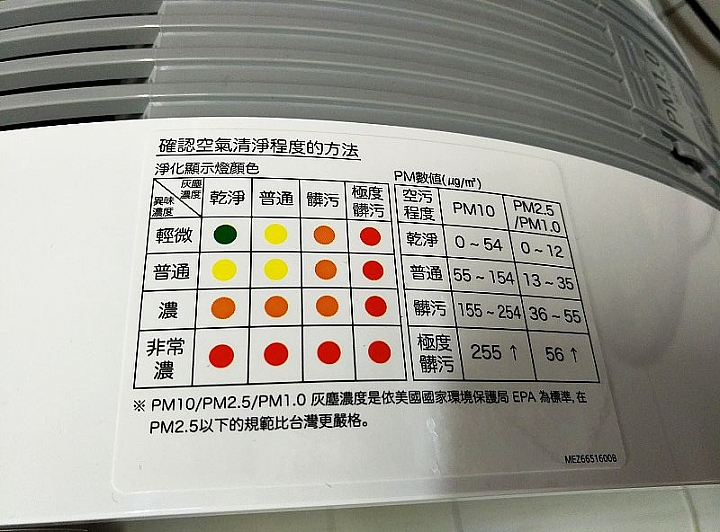 PM1.0
確認空氣清淨程度的方法
淨化顯示燈顏色
灰塵濃度 異味濃度 乾淨 普通 髒污 極度髒污
輕微
普通
濃
非常濃
PM數值(μg/m³)
空污程度 PM10 PM2.5/PM1.0
乾淨 0~54 0~12
普通 55~154 13~35
髒污 155~254 36~55
極度髒污 255↑ 56↑
※ PM10/PM2.5/PM1.0 灰塵濃度是依美國國家環境保護局 EPA 為標準,在
PM2.5以下的規範比台灣更嚴格。
MEZ66516008